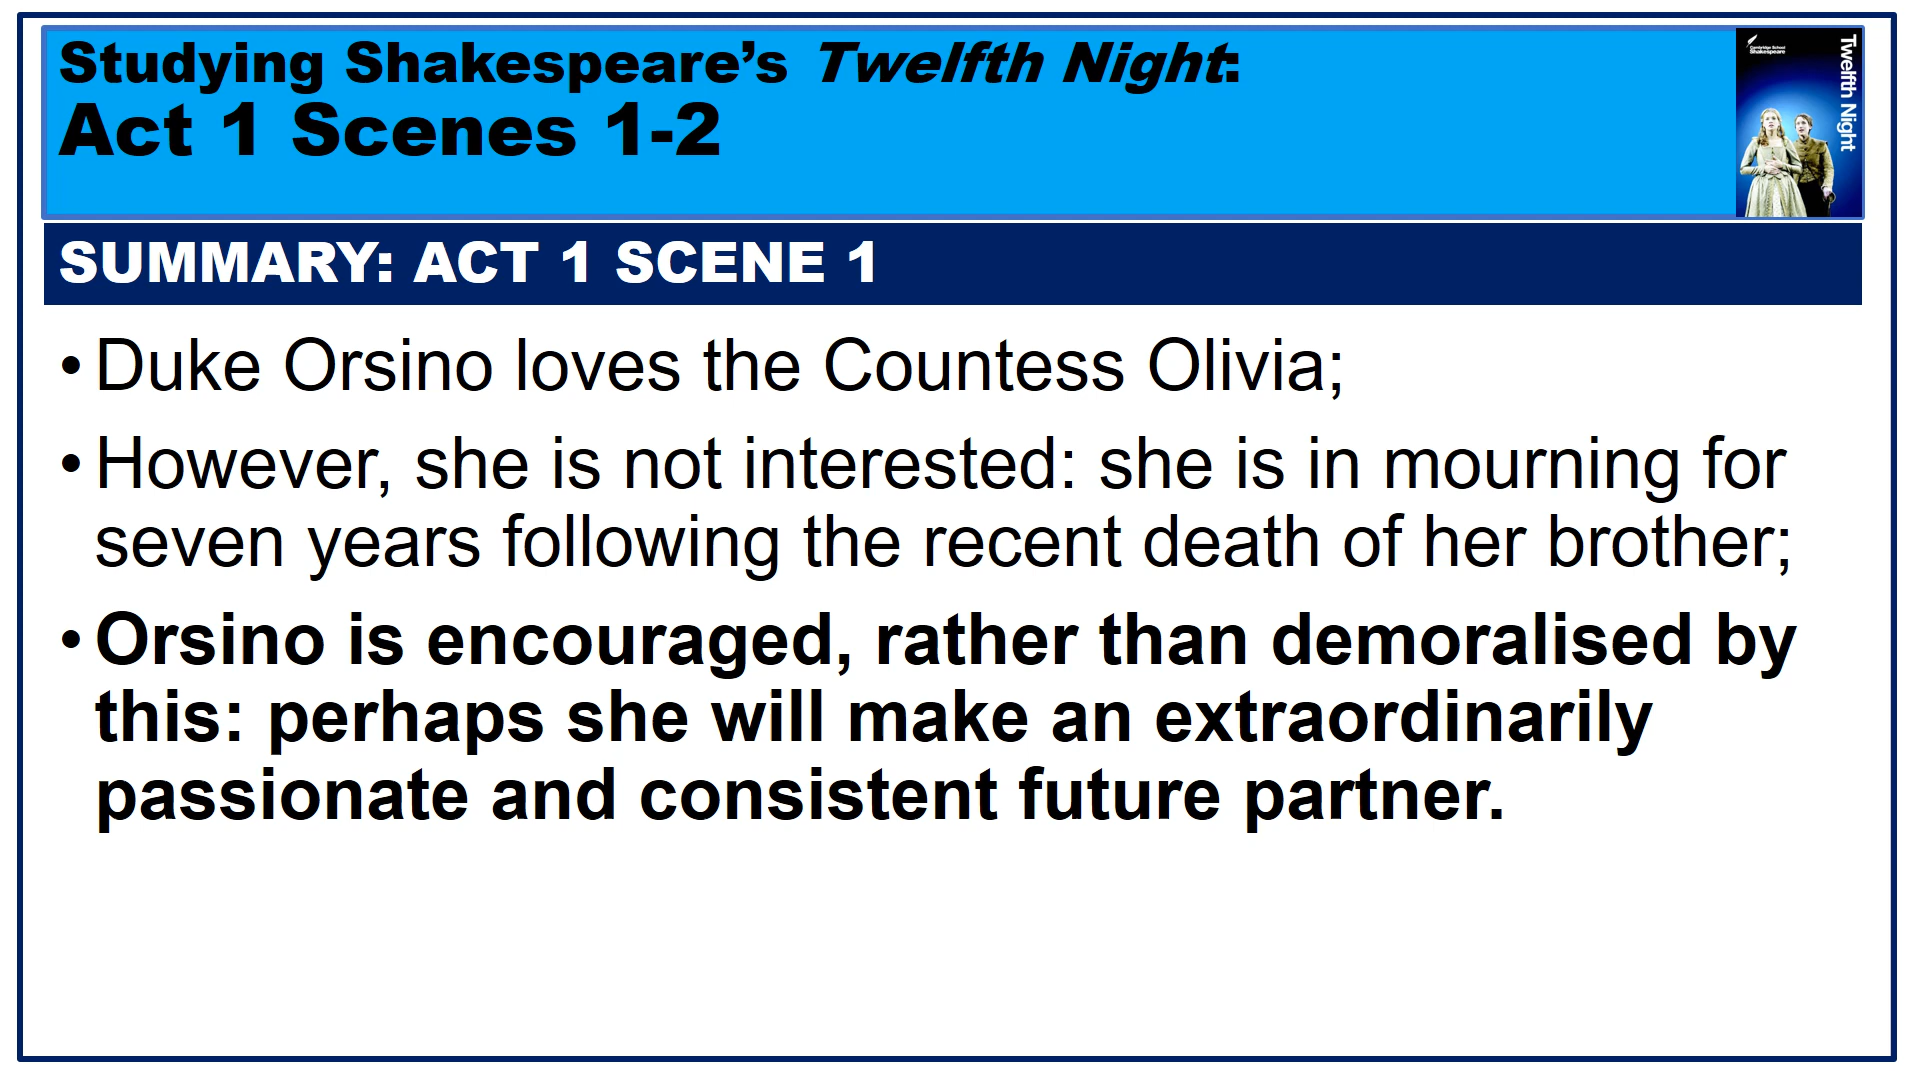 Studying Shakespeare’s Twelfth Night:
Act 1 Scenes 1-2
Cambridge School
Shakespeare
Twelfth Night
SUMMARY: ACT 1 SCENE 1
• Duke Orsino loves the Countess Olivia;
• However, she is not interested: she is in mourning for
seven years following the recent death of her brother;
• Orsino is encouraged, rather than demoralised by
this: perhaps she will make an extraordinarily
passionate and consistent future partner.